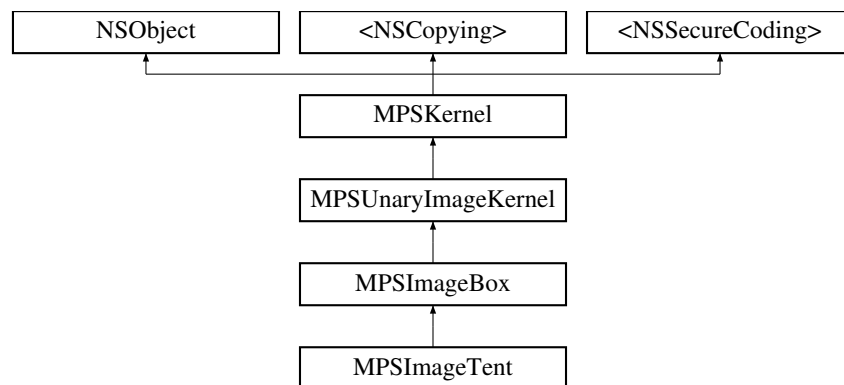 NSObject
<NSCopying>
<NSSecureCoding>
MPSKernel
MPSUnaryImageKernel
MPSImageBox
MPSImageTent